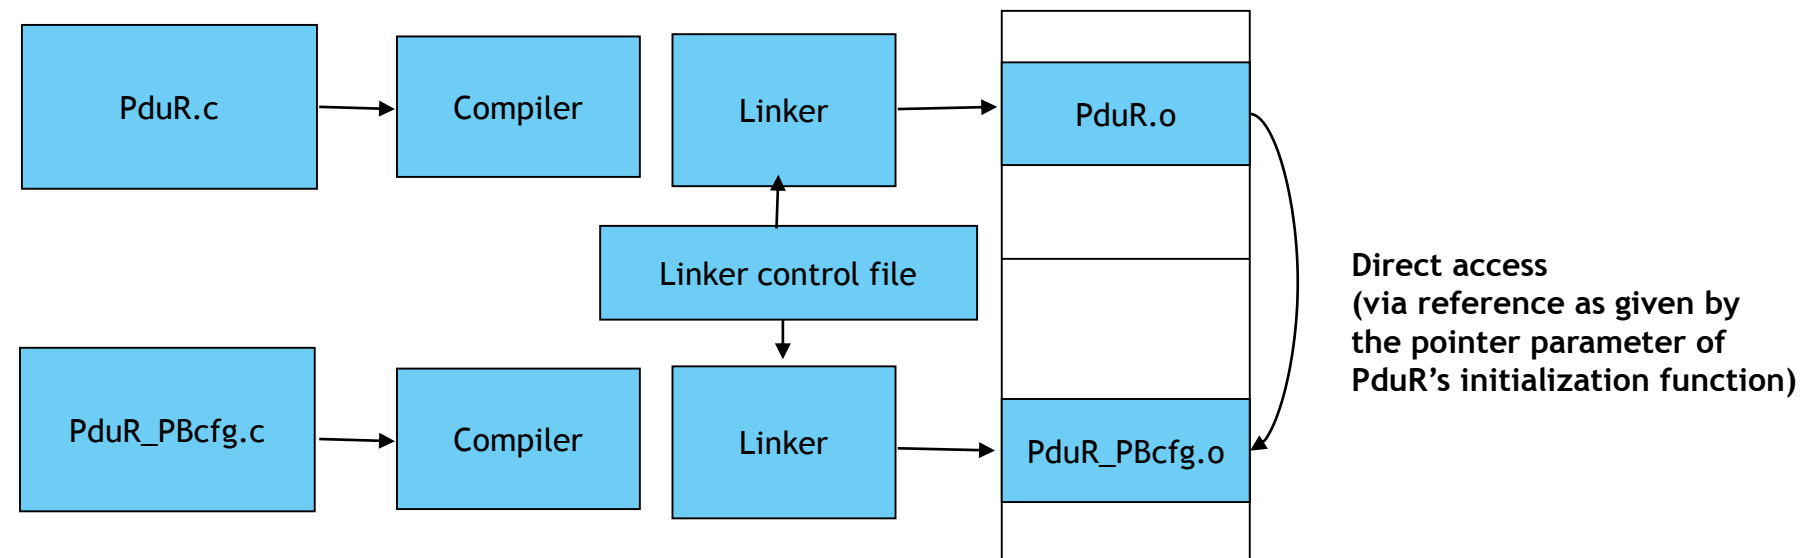 PduR.c
Compiler
Linker
PduR.o
Linker control file
Direct access
(via reference as given by
the pointer parameter of
PduR’s initialization function)
PduR_PBcfg.c
Compiler
Linker
PduR_PBcfg.o